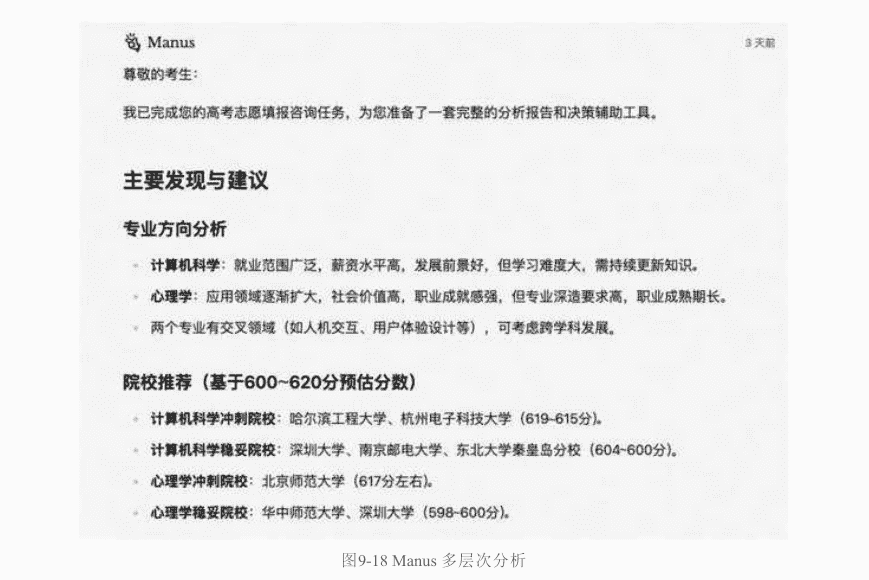 Manus
3 天前
尊敬的考生：
我已完成您的高考志愿填报咨询任务，为您准备了一套完整的分析报告和决策辅助工具。
主要发现与建议
专业方向分析
计算机科学：就业范围广泛，薪资水平高，发展前景好，但学习难度大，需持续更新知识。
心理学：应用领域逐渐扩大，社会价值高，职业成就感强，但专业深造要求高，职业成熟期长。
两个专业有交叉领域（如人机交互、用户体验设计等），可考虑跨学科发展。
院校推荐（基于600~620分预估分数）
计算机科学冲刺院校：哈尔滨工程大学、杭州电子科技大学（619~615分）。
计算机科学稳妥院校：深圳大学、南京邮电大学、东北大学秦皇岛分校（604~600分）。
心理学冲刺院校：北京师范大学（617分左右）。
心理学稳妥院校：华中师范大学、深圳大学（598~600分）。
图9-18 Manus 多层次分析